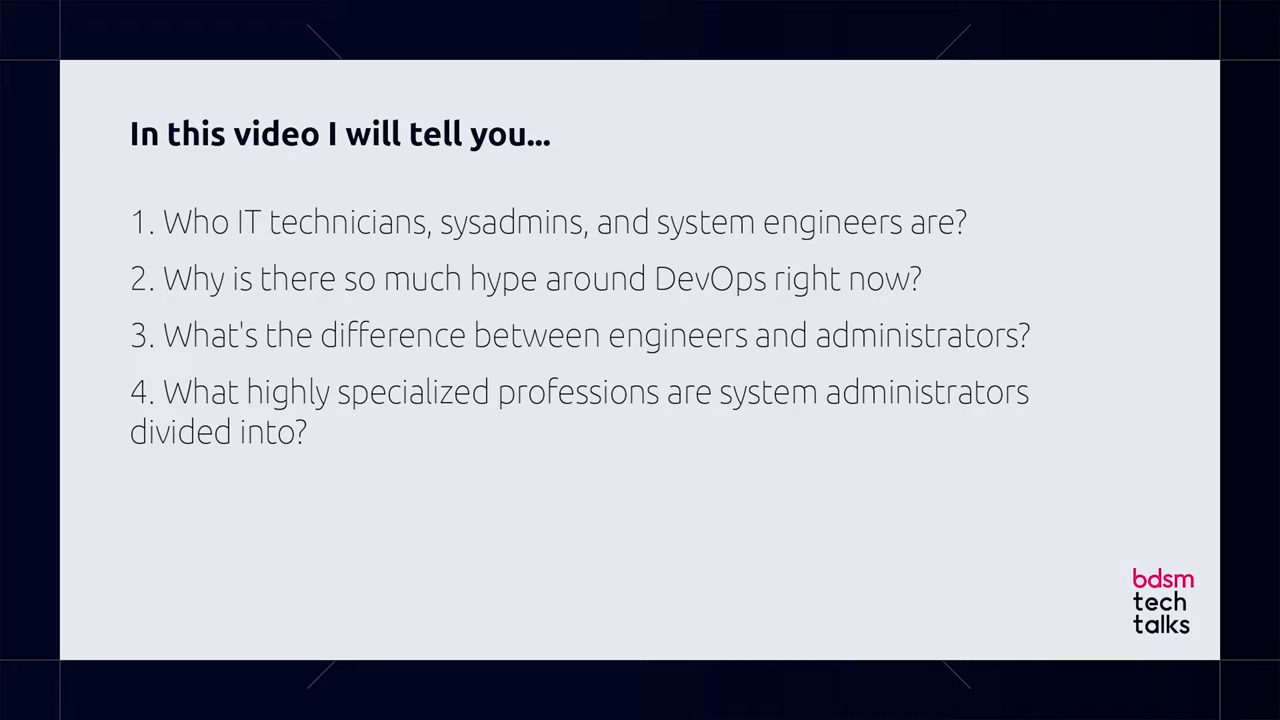 In this video I will tell you...
1. Who IT technicians, sysadmins, and system engineers are?
2. Why is there so much hype around DevOps right now?
3. What's the difference between engineers and administrators?
4. What highly specialized professions are system administrators
divided into?
bdsm
tech
talks